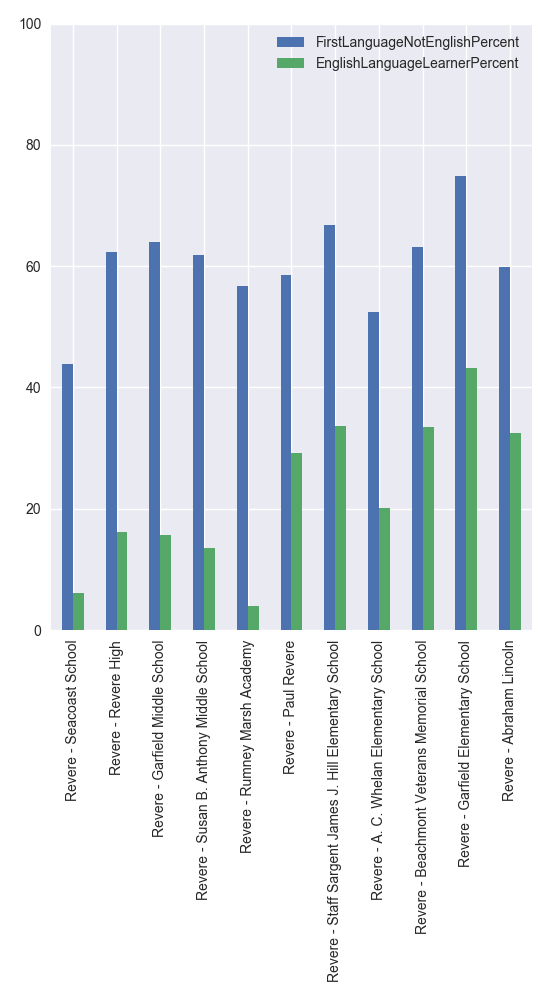 100
80
60
40
20
0
FirstLanguageNotEnglishPercent
EnglishLanguageLearnerPercent
Revere - Seacoast School
Revere - Revere High
Revere - Garfield Middle School
Revere - Susan B. Anthony Middle School
Revere - Rumney Marsh Academy
Revere - Paul Revere
Revere - Staff Sargent James J. Hill Elementary School
Revere - A. C. Whelan Elementary School
Revere - Beachmont Veterans Memorial School
Revere - Garfield Elementary School
Revere - Abraham Lincoln